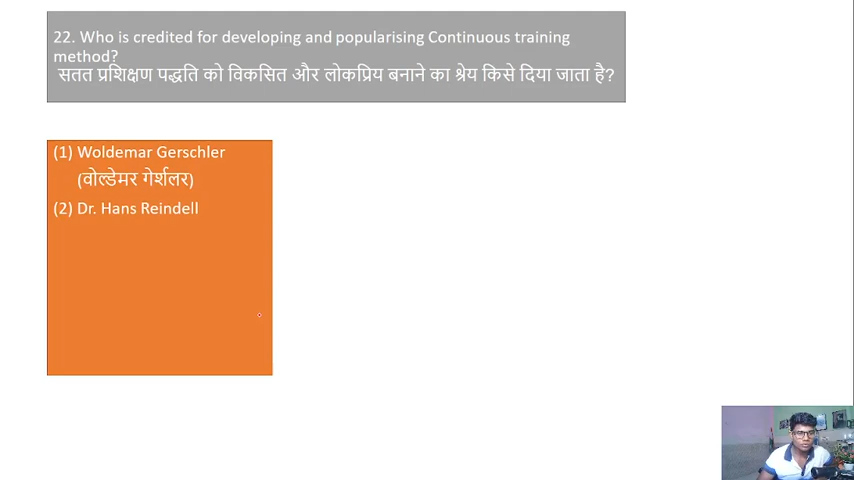 22. Who is credited for developing and popularising Continuous training
method?
सतत प्रशिक्षण पद्धति को विकसित और लोकप्रिय बनाने का श्रेय किसे दिया जाता है?
(1) Woldemar Gerschler
(वोल्डेमर गेर्शलर)
(2) Dr. Hans Reindell